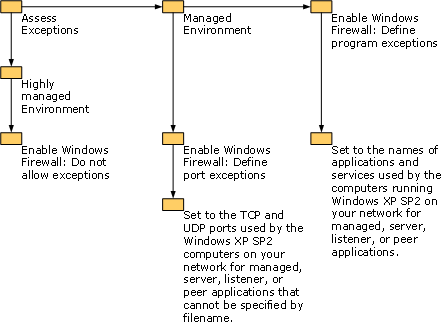 Assess
Exceptions
Managed
Environment
Enable Windows
Firewall: Define
program exceptions
Highly
managed
Environment
Enable Windows
Firewall: Do not
allow exceptions
Enable Windows
Firewall: Define
port exceptions
Set to the names of
applications and
services used by the
computers running
Windows XP SP2 on
your network for
managed, server,
listener, or peer
applications.
Set to the TCP and
UDP ports used by the
Windows XP SP2
computers on your
network for managed,
server, listener, or
peer applications that
cannot be specified by
filename.